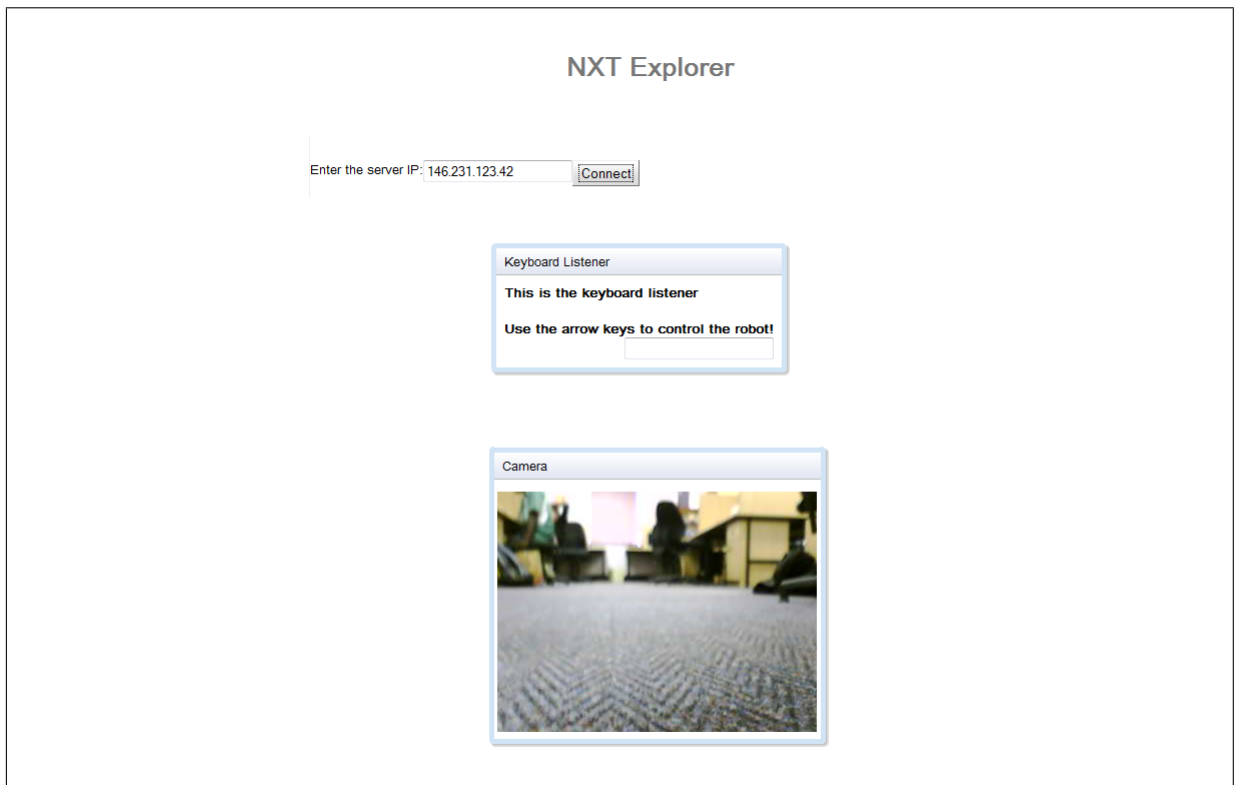 NXT Explorer
Enter the server IP: 146.231.123.42 Connect
Keyboard Listener
This is the keyboard listener
Use the arrow keys to control the robot!
Camera